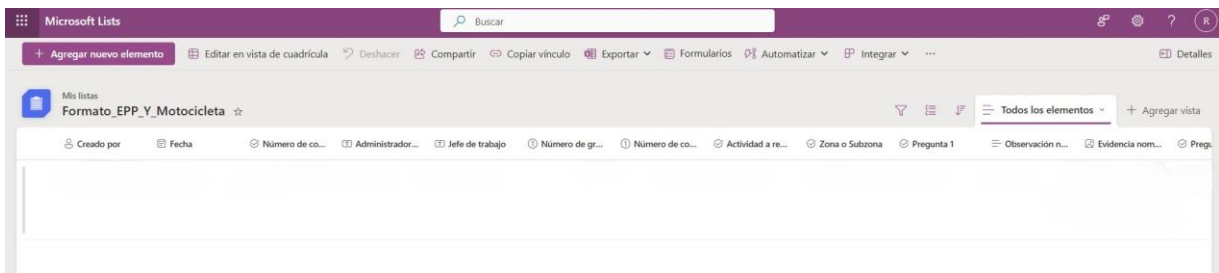 Microsoft Lists Buscar ? R
+ Agregar nuevo elemento Editar en vista de cuadrícula Deshacer Compartir Copiar vínculo Exportar Formularios Automatizar Integrar ... Detalles
Mis listas
Formato_EPP_Y_Motocicleta Todos los elementos + Agregar vista
Creado por Fecha Número de co... Administrador... Jefe de trabajo Número de gr... Número de co... Actividad a re... Zona o Subzona Pregunta 1 Observación n... Evidencia nom... Pregu